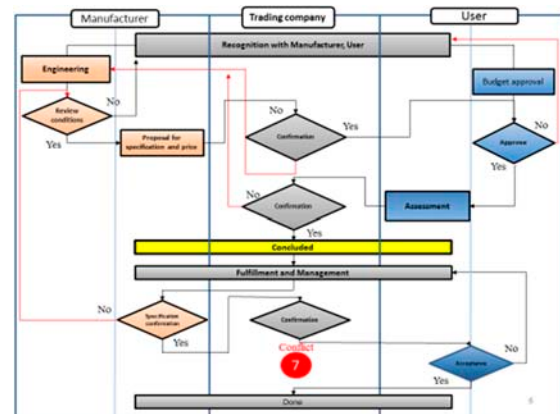 Manufacturer
Trading company
User
Recognition with Manufacturer, User
Engineering
Budget approval
No
Review
conditions
Yes
Proposal for
specification and price
Confirmation
Yes
Approve
No
Yes
No
Confirmation
Assessment
Yes
Concluded
Fulfillment and Management
No
Specification
confirmation
Yes
Confirmation
Conflict
7
Acceptance
No
Yes
Done
6